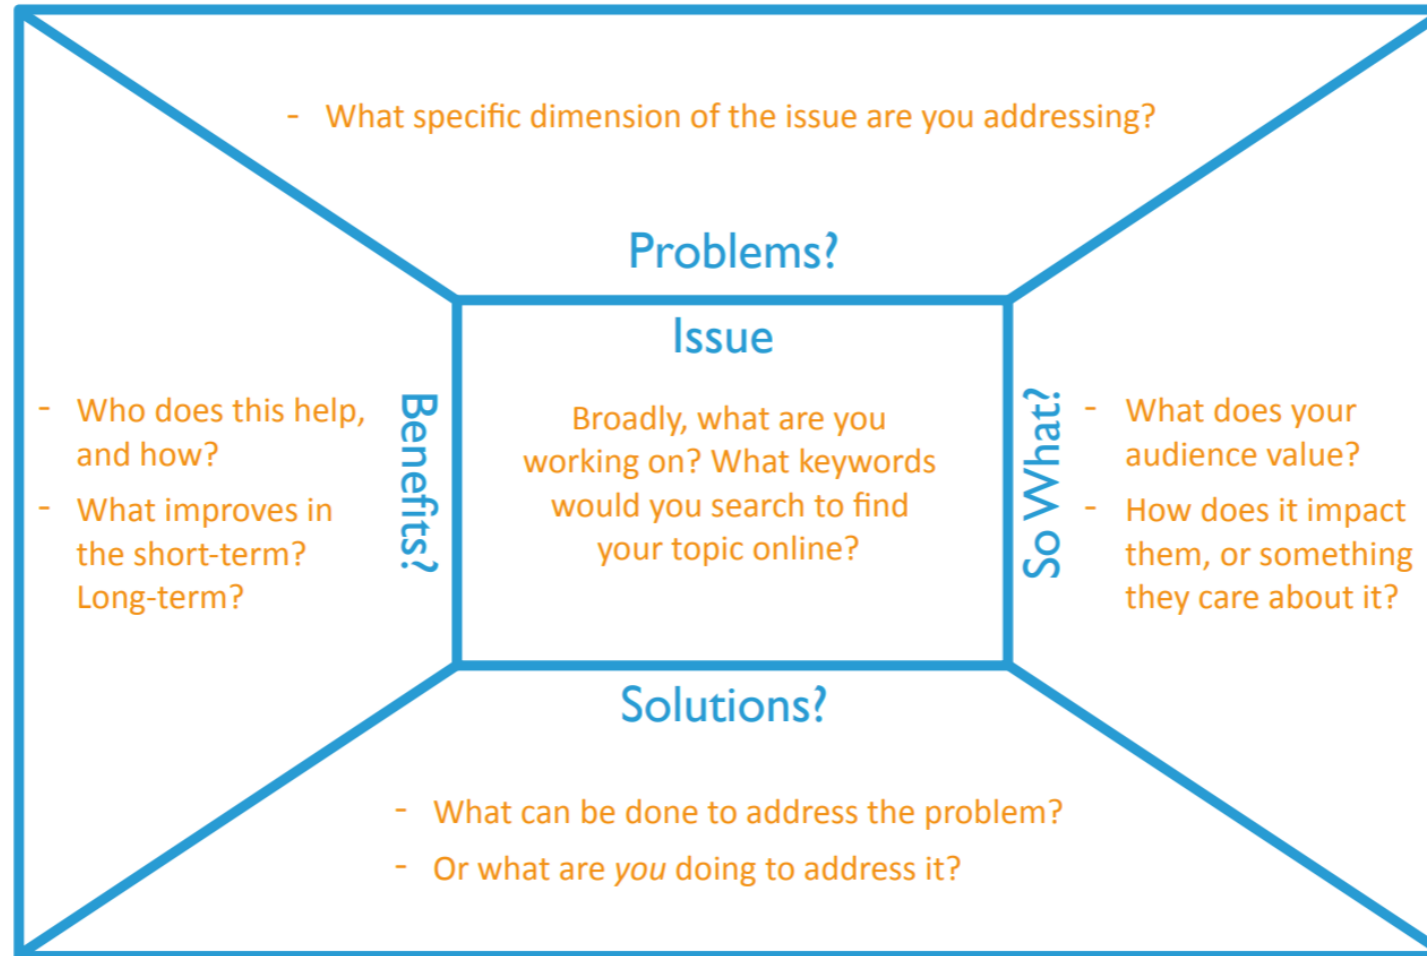 - What specific dimension of the issue are you addressing?
Problems?
Issue
Broadly, what are you
working on? What keywords
would you search to find
your topic online?
Benefits?
- Who does this help,
and how?
- What improves in
the short-term?
Long-term?
So What?
- What does your
audience value?
- How does it impact
them, or something
they care about it?
Solutions?
- What can be done to address the problem?
- Or what are you doing to address it?